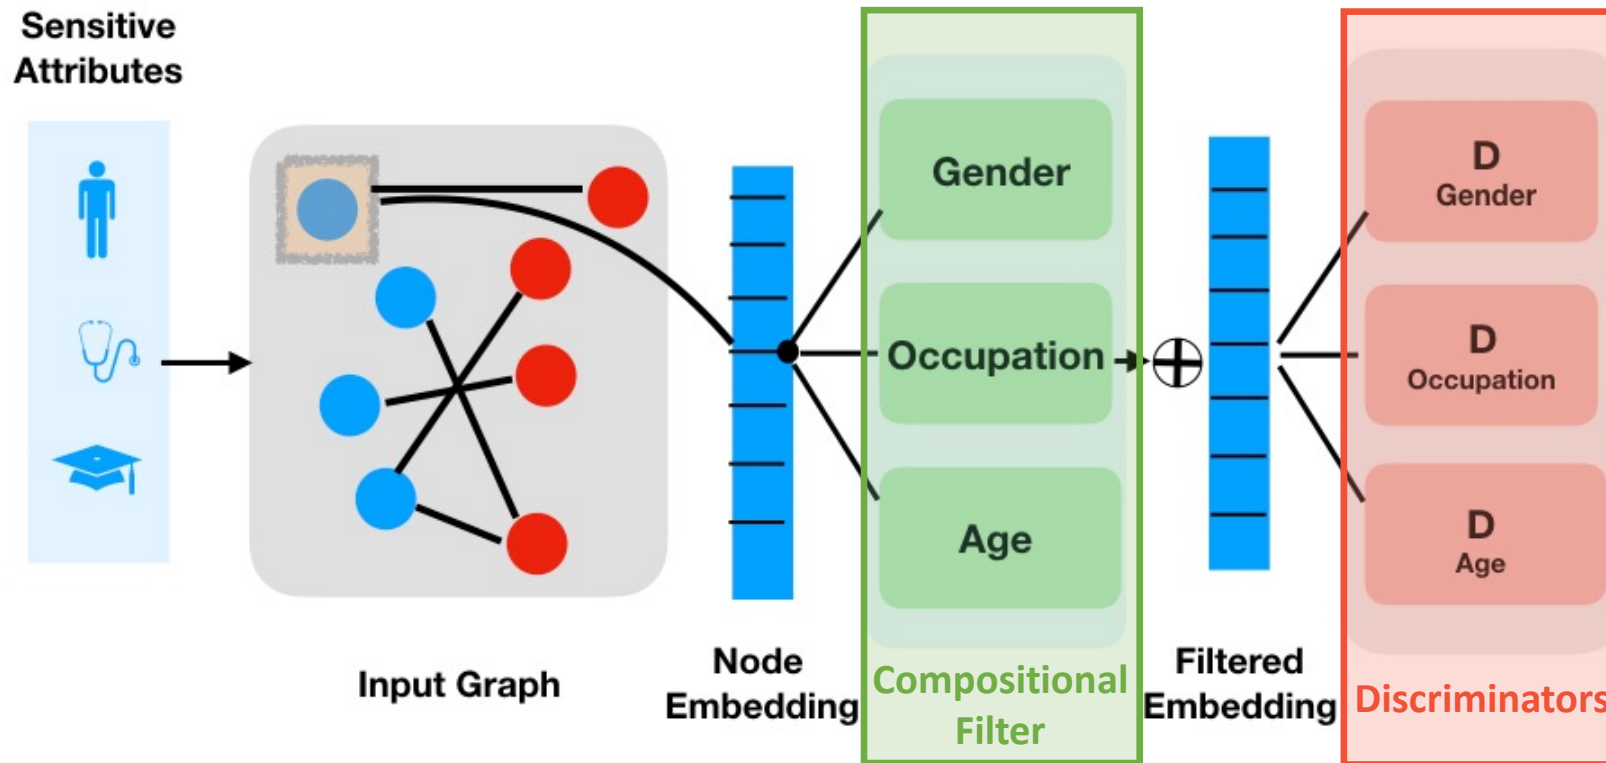 Sensitive
Attributes
Input Graph
Node
Embedding
Gender
Occupation
Age
Compositional
Filter
Filtered
Embedding
D
Gender
D
Occupation
D
Age
Discriminators